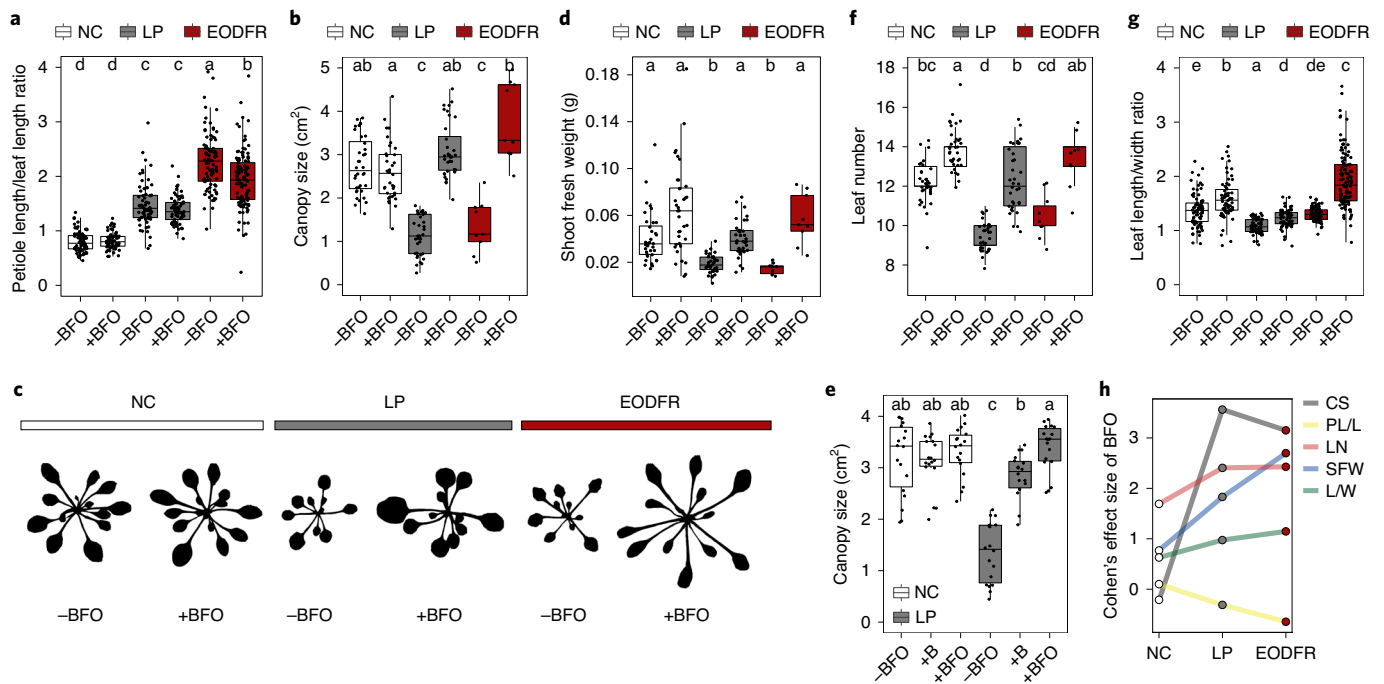 a
NC LP EODFR
d d c c a b
Petiole length/leaf length ratio
4
3
2
1
0
–BFO +BFO –BFO +BFO –BFO +BFO
b
NC LP EODFR
ab a c ab c b
Canopy size (cm²)
5
4
3
2
1
0
–BFO +BFO –BFO +BFO –BFO +BFO
d
NC LP EODFR
a a b a b a
Shoot fresh weight (g)
0.18
0.14
0.10
0.06
0.02
–BFO +BFO –BFO +BFO –BFO +BFO
f
NC LP EODFR
bc a d b cd ab
Leaf number
18
16
14
12
10
8
–BFO +BFO –BFO +BFO –BFO +BFO
g
NC LP EODFR
e b a d de c
Leaf length/width ratio
4
3
2
1
0
–BFO +BFO –BFO +BFO –BFO +BFO
c
NC LP EODFR
–BFO +BFO –BFO +BFO –BFO +BFO
e
ab ab ab c b a
Canopy size (cm²)
4
3
2
1
0
NC
LP
–BFO +B +BFO –BFO +B +BFO
h
Cohen's effect size of BFO
3
2
1
0
NC LP EODFR
CS
PL/L
LN
SFW
L/W